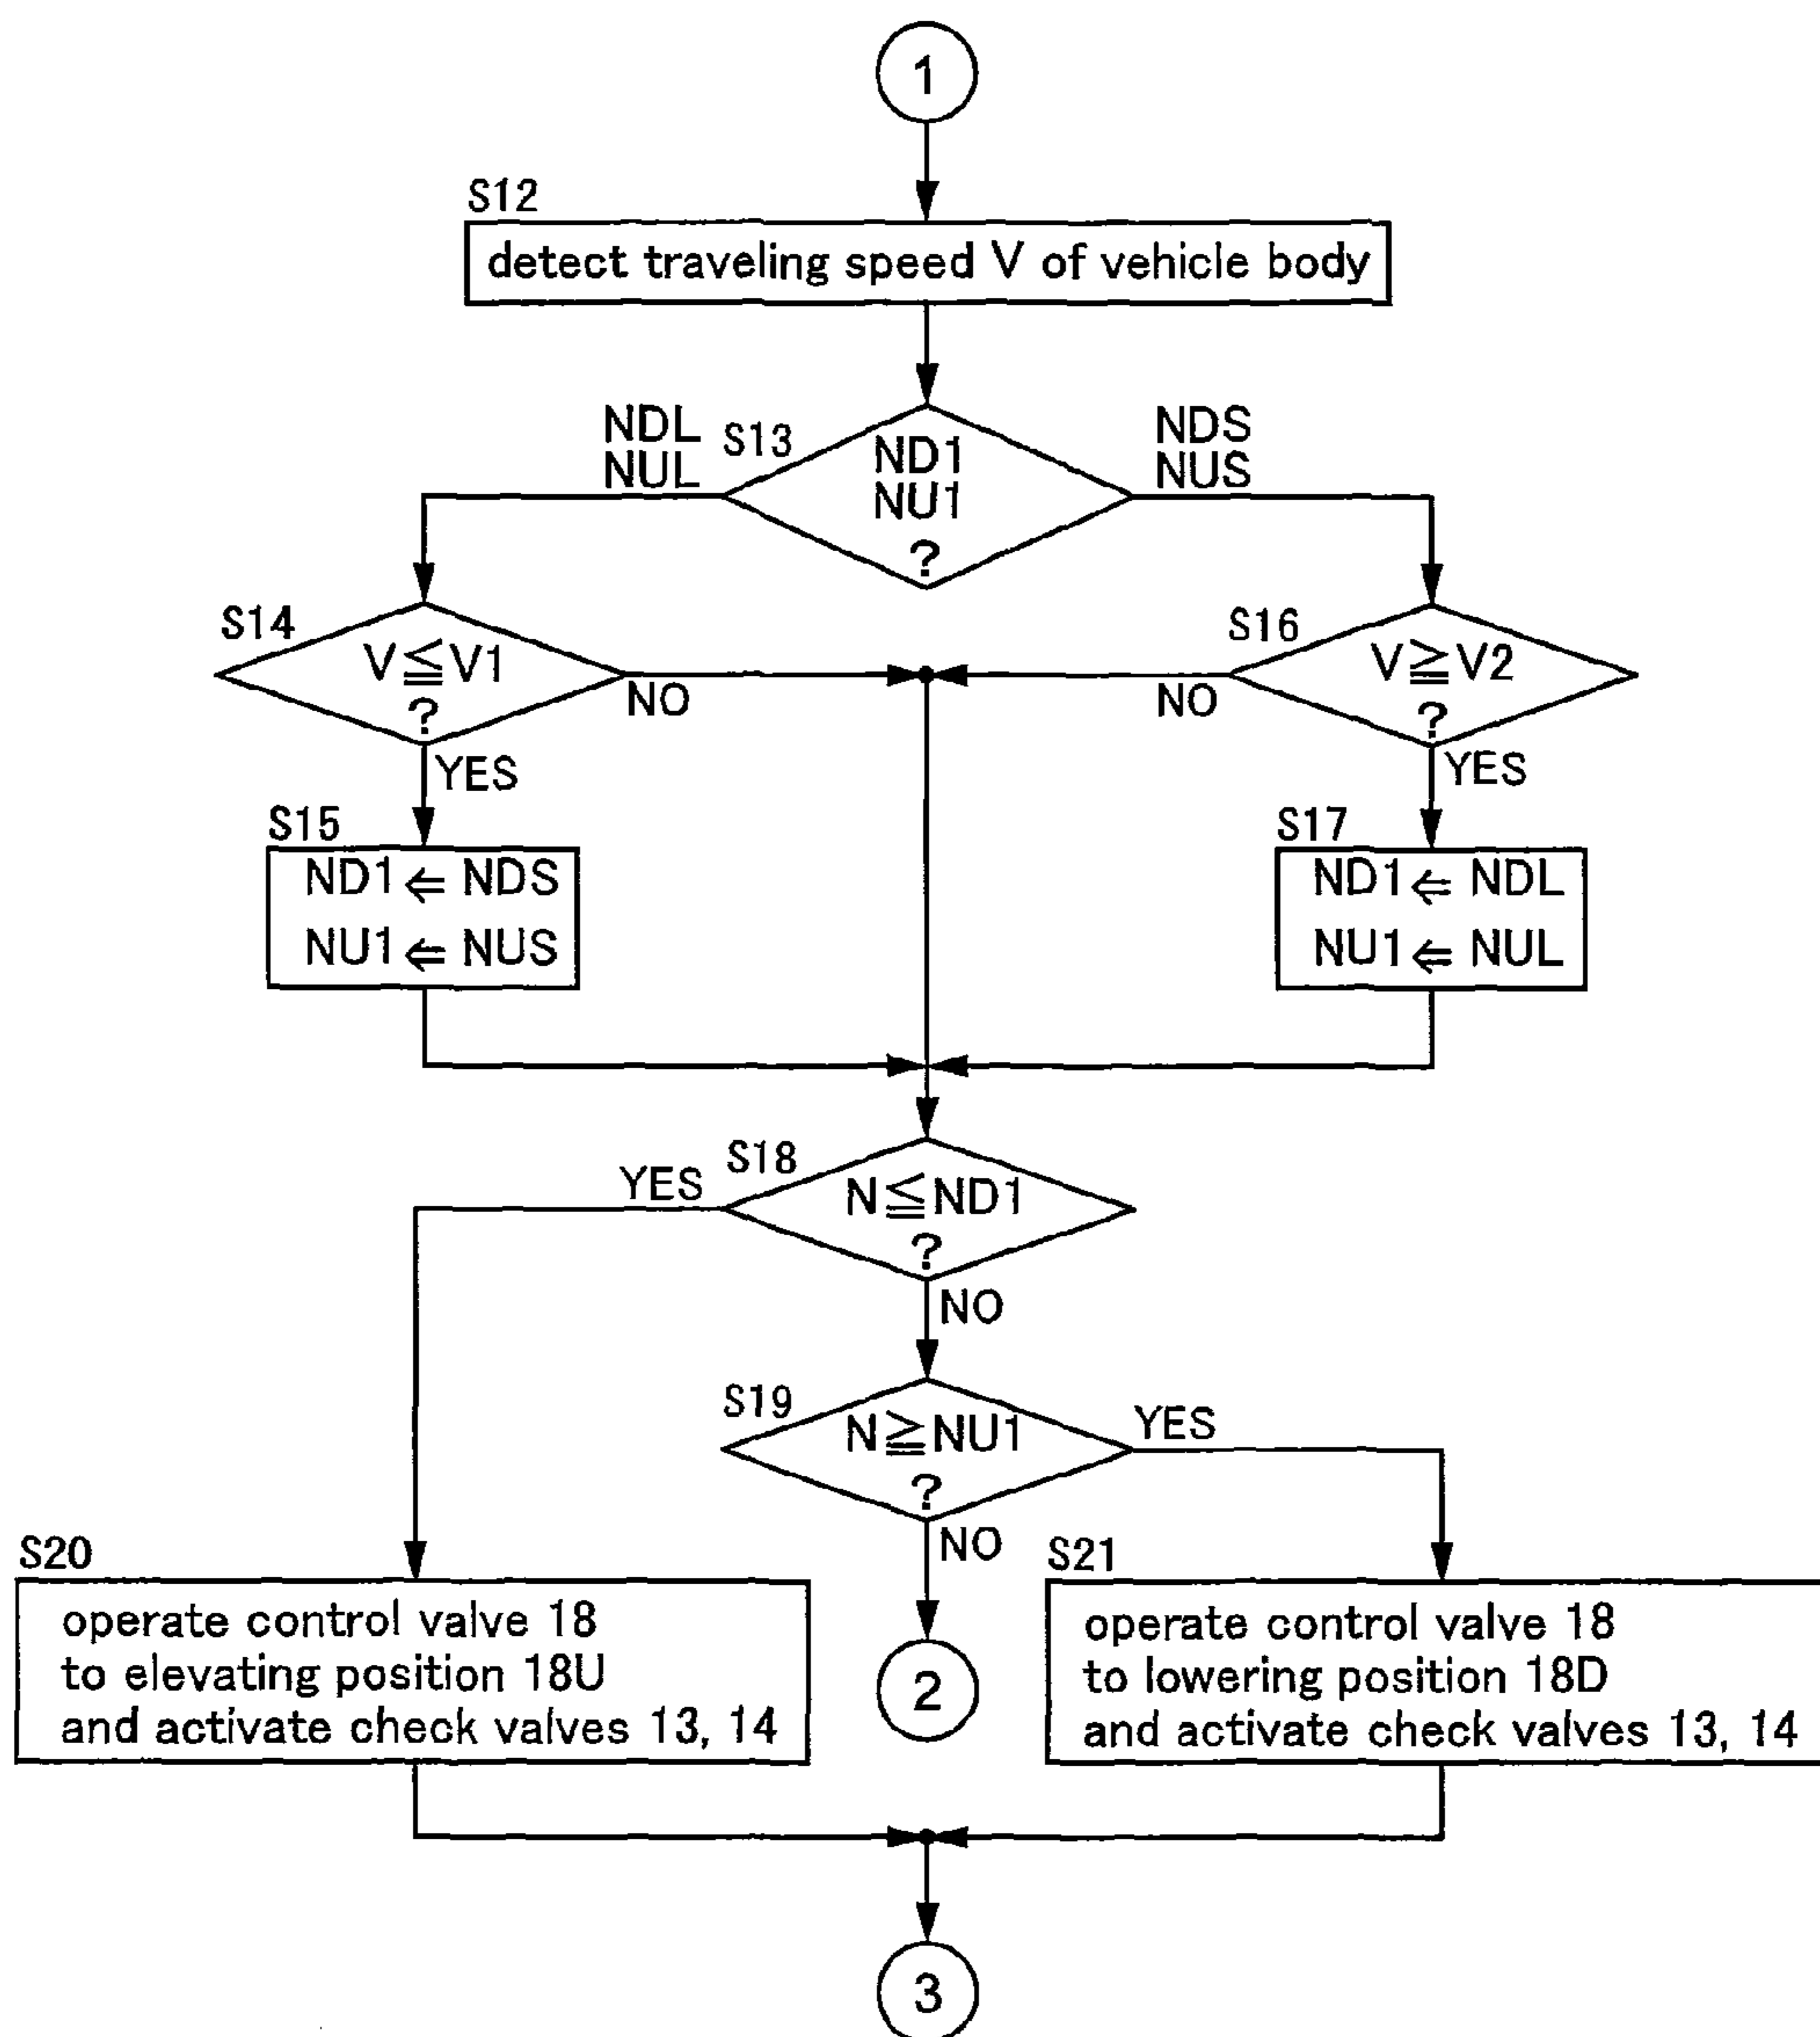 1
S12
detect traveling speed V of vehicle body
NDL
NUL
S13
ND1
NU1
?
NDS
NUS
S14
V≦V1
?
NO
YES
S16
V≧V2
?
NO
YES
S15
ND1⇐NDS
NU1⇐NUS
S17
ND1⇐NDL
NU1⇐NUL
S18
N≦ND1
?
YES
NO
S19
N≧NU1
?
YES
NO
S20
operate control valve 18
to elevating position 18U
and activate check valves 13, 14
2
S21
operate control valve 18
to lowering position 18D
and activate check valves 13, 14
3